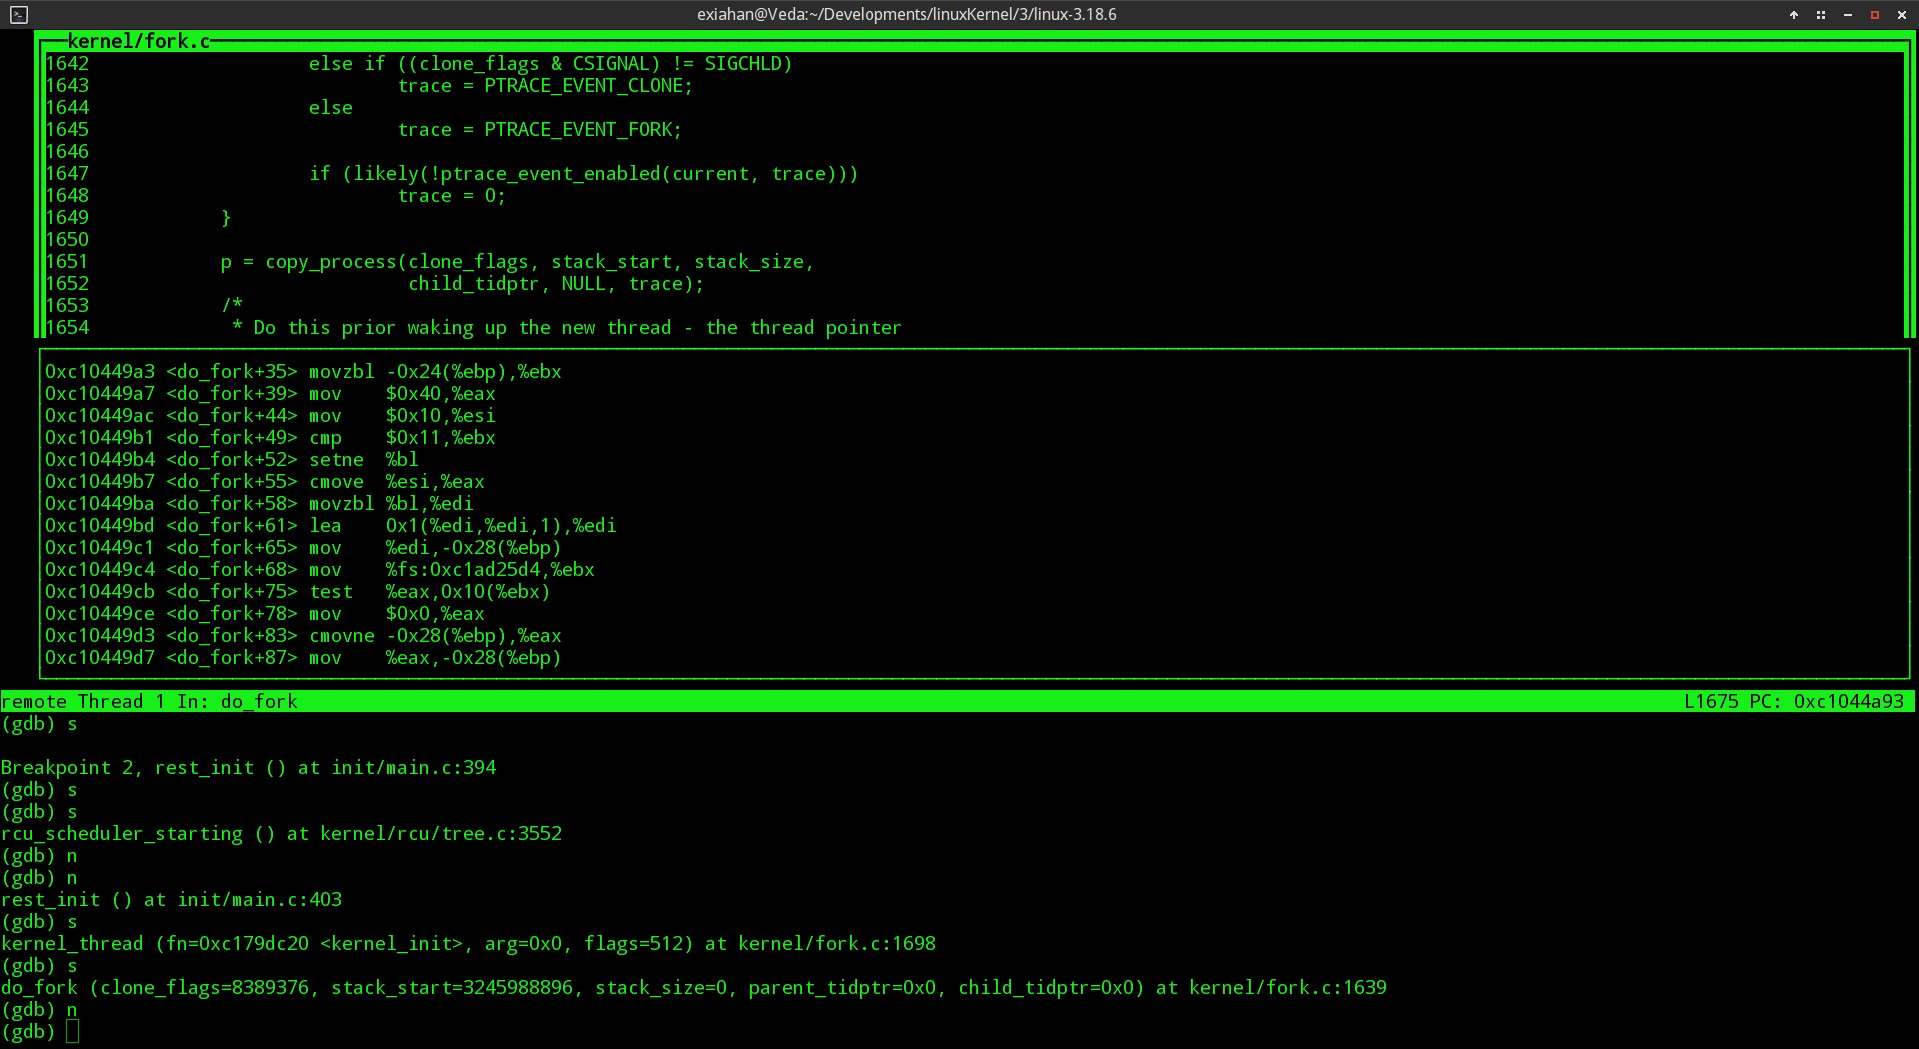 exiahan@Veda:~/Developments/linuxKernel/3/linux-3.18.6
kernel/fork.c
1642 else if ((clone_flags & CSIGNAL) != SIGCHLD)
1643 trace = PTRACE_EVENT_CLONE;
1644 else
1645 trace = PTRACE_EVENT_FORK;
1646
1647 if (likely(!ptrace_event_enabled(current, trace)))
1648 trace = 0;
1649 }
1650
1651 p = copy_process(clone_flags, stack_start, stack_size,
1652 child_tidptr, NULL, trace);
1653 /*
1654 * Do this prior waking up the new thread - the thread pointer
0xc10449a3 <do_fork+35> movzbl -0x24(%ebp),%ebx
0xc10449a7 <do_fork+39> mov $0x40,%eax
0xc10449ac <do_fork+44> mov $0x10,%esi
0xc10449b1 <do_fork+49> cmp $0x11,%ebx
0xc10449b4 <do_fork+52> setne %bl
0xc10449b7 <do_fork+55> cmove %esi,%eax
0xc10449ba <do_fork+58> movzbl %bl,%edi
0xc10449bd <do_fork+61> lea 0x1(%edi,%edi,1),%edi
0xc10449c1 <do_fork+65> mov %edi,-0x28(%ebp)
0xc10449c4 <do_fork+68> mov %fs:0xc1ad25d4,%ebx
0xc10449cb <do_fork+75> test %eax,0x10(%ebx)
0xc10449ce <do_fork+78> mov $0x0,%eax
0xc10449d3 <do_fork+83> cmovne -0x28(%ebp),%eax
0xc10449d7 <do_fork+87> mov %eax,-0x28(%ebp)
remote Thread 1 In: do_fork L1675 PC: 0xc1044a93
(gdb) s
Breakpoint 2, rest_init () at init/main.c:394
(gdb) s
(gdb) s
rcu_scheduler_starting () at kernel/rcu/tree.c:3552
(gdb) n
(gdb) n
rest_init () at init/main.c:403
(gdb) s
kernel_thread (fn=0xc179dc20 <kernel_init>, arg=0x0, flags=512) at kernel/fork.c:1698
(gdb) s
do_fork (clone_flags=8389376, stack_start=3245988896, stack_size=0, parent_tidptr=0x0, child_tidptr=0x0) at kernel/fork.c:1639
(gdb) n
(gdb)